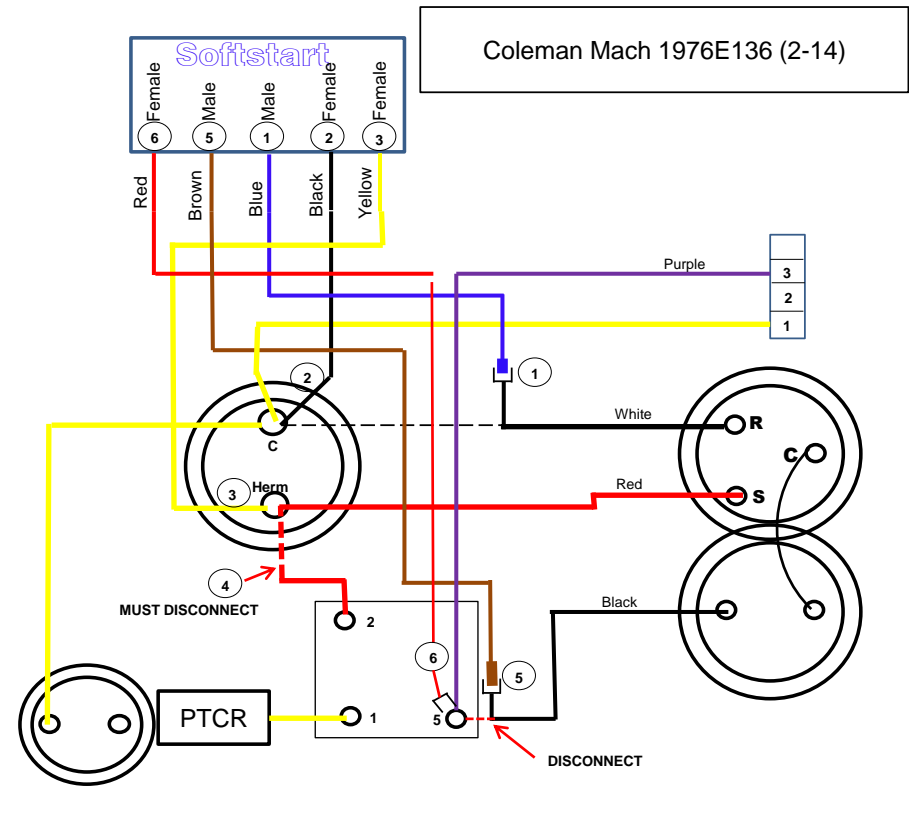 Coleman Mach 1976E136 (2-14)
Softstart
Female
Male
Male
Female
Female
6
5
1
2
3
Red
Brown
Blue
Black
Yellow
Purple
3
2
1
2
1
C
White
R
C
3
Herm
Red
S
4
MUST DISCONNECT
Black
2
6
5
PTCR
1
5
DISCONNECT